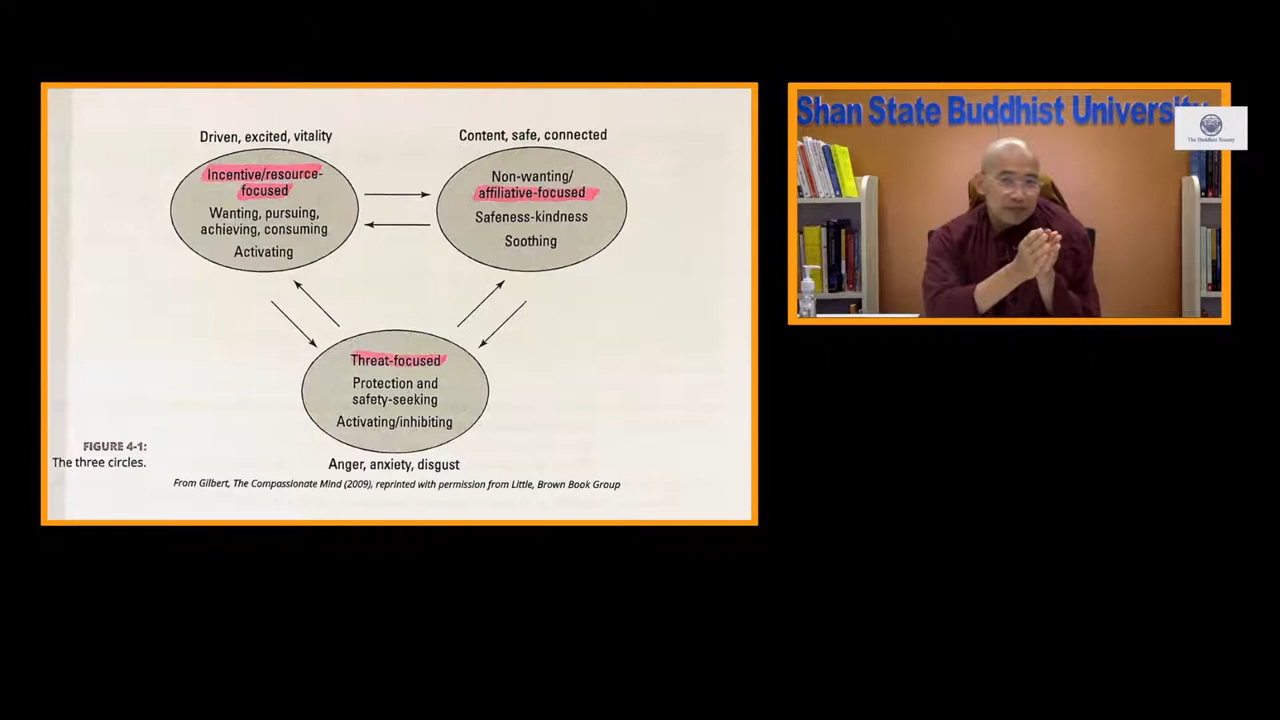 Driven, excited, vitality
Incentive/resource-
focused
Wanting, pursuing,
achieving, consuming
Activating
Content, safe, connected
Non-wanting/
affiliative-focused
Safeness-kindness
Soothing
Threat-focused
Protection and
safety-seeking
Activating/inhibiting
Anger, anxiety, disgust
FIGURE 4-1:
The three circles.
From Gilbert, The Compassionate Mind (2009), reprinted with permission from Little, Brown Book Group
Shan State Buddhist University
The Buddhist Society